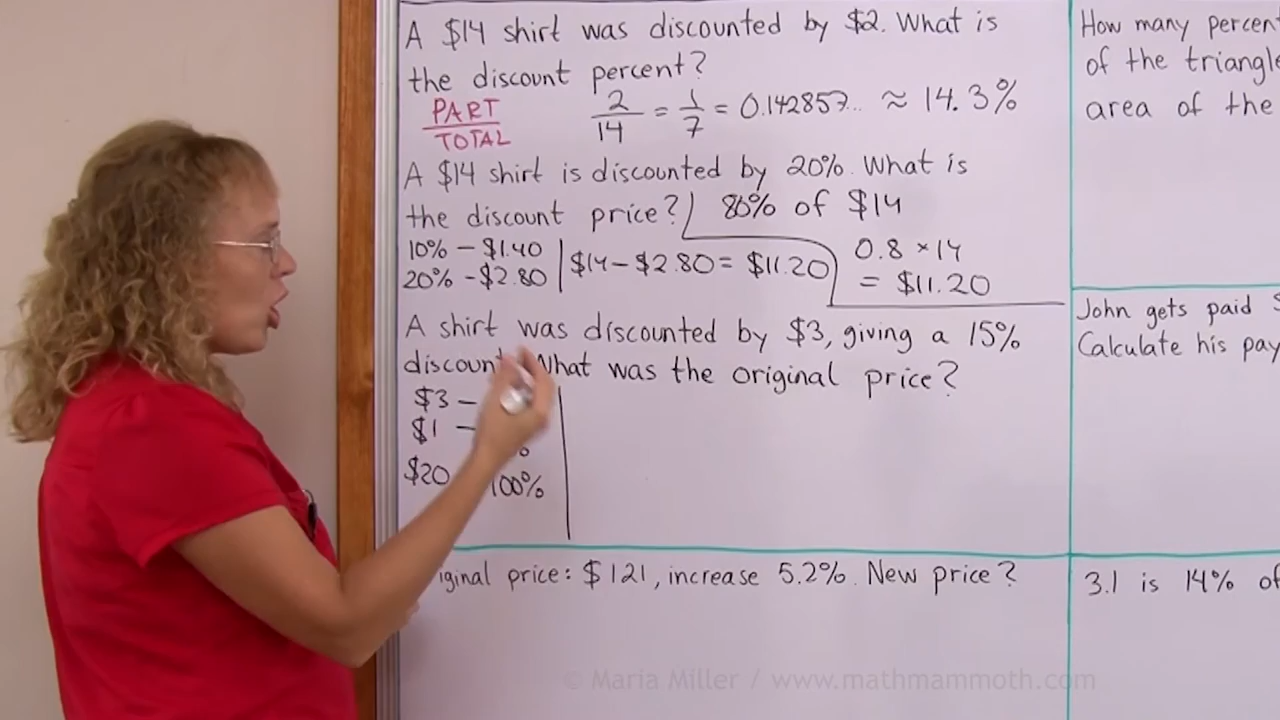 A $14 shirt was discounted by $2. What is
the discount percent?
PART
TOTAL
2/14 = 1/7 = 0.142857... ≈ 14.3%
A $14 shirt is discounted by 20%. What is
the discount price?
80% of $14
10% – $1.40
20% – $2.80
$14 – $2.80 = $11.20
0.8 × 14
= $11.20
A shirt was discounted by $3, giving a 15%
discount. What was the original price?
$3 –
$1 –
%
$20 100%
price: $121, increase 5.2%. New price?
How many percent
of the triangle
area of the
John gets paid
Calculate his pay
3.1 is 14% of
© Maria Miller / www.mathmammoth.com